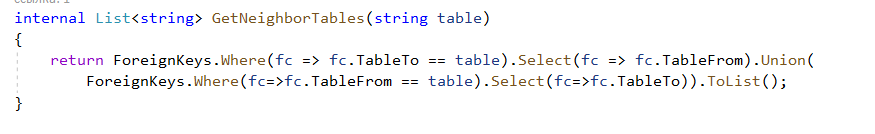 internal List<string> GetNeighborTables(string table)
{
return ForeignKeys.Where(fc => fc.TableTo == table).Select(fc => fc.TableFrom).Union(
ForeignKeys.Where(fc=>fc.TableFrom == table).Select(fc=>fc.TableTo)).ToList();
}